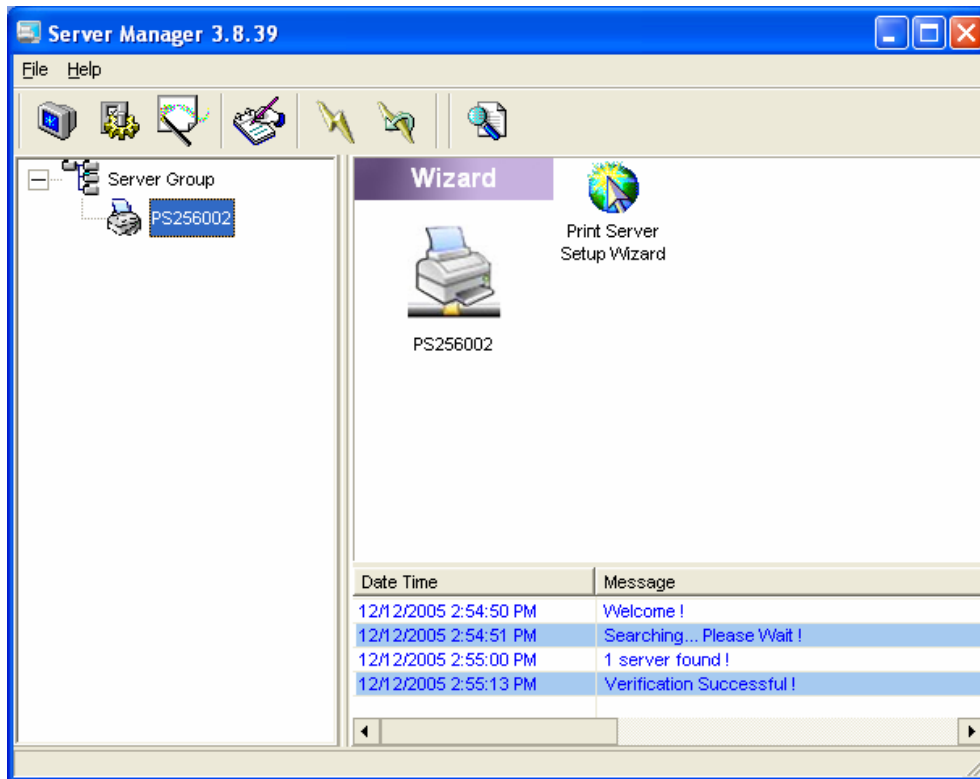 Server Manager 3.8.39
File Help
Server Group
PS256002
Wizard
Print Server
Setup Wizard
PS256002
Date Time Message
12/12/2005 2:54:50 PM Welcome !
12/12/2005 2:54:51 PM Searching... Please Wait !
12/12/2005 2:55:00 PM 1 server found !
12/12/2005 2:55:13 PM Verification Successful !